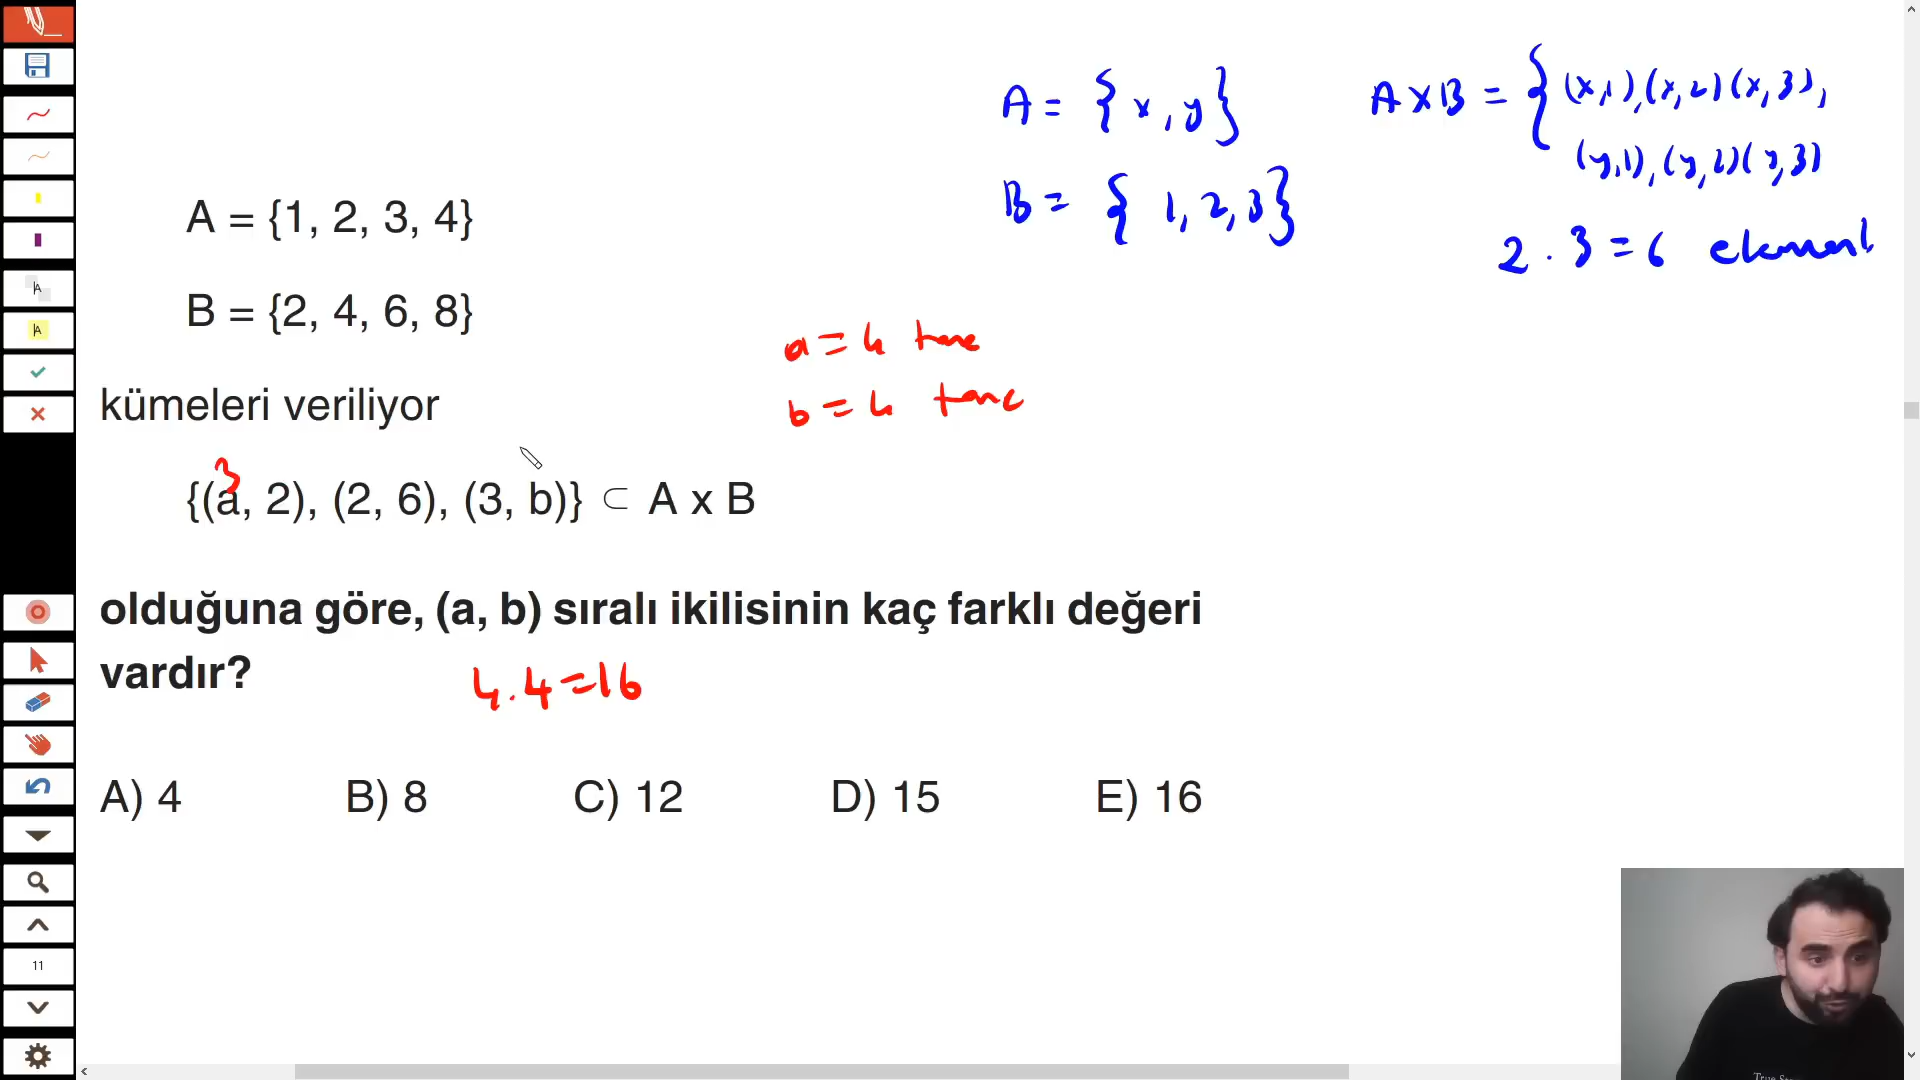 A = {x, y}
A x B = {(x,1),(x,2)(x,3),
(y,1),(y,2)(y,3)
B = {1,2,3}
2.3=6 eleman
A = {1, 2, 3, 4}
B = {2, 4, 6, 8}
a=4 tane
b=4 tane
kümeleri veriliyor
3
{(a, 2), (2, 6), (3, b)} ⊂ A x B
olduğuna göre, (a, b) sıralı ikilisinin kaç farklı değeri
vardır?
4.4=16
A) 4 B) 8 C) 12 D) 15 E) 16
11